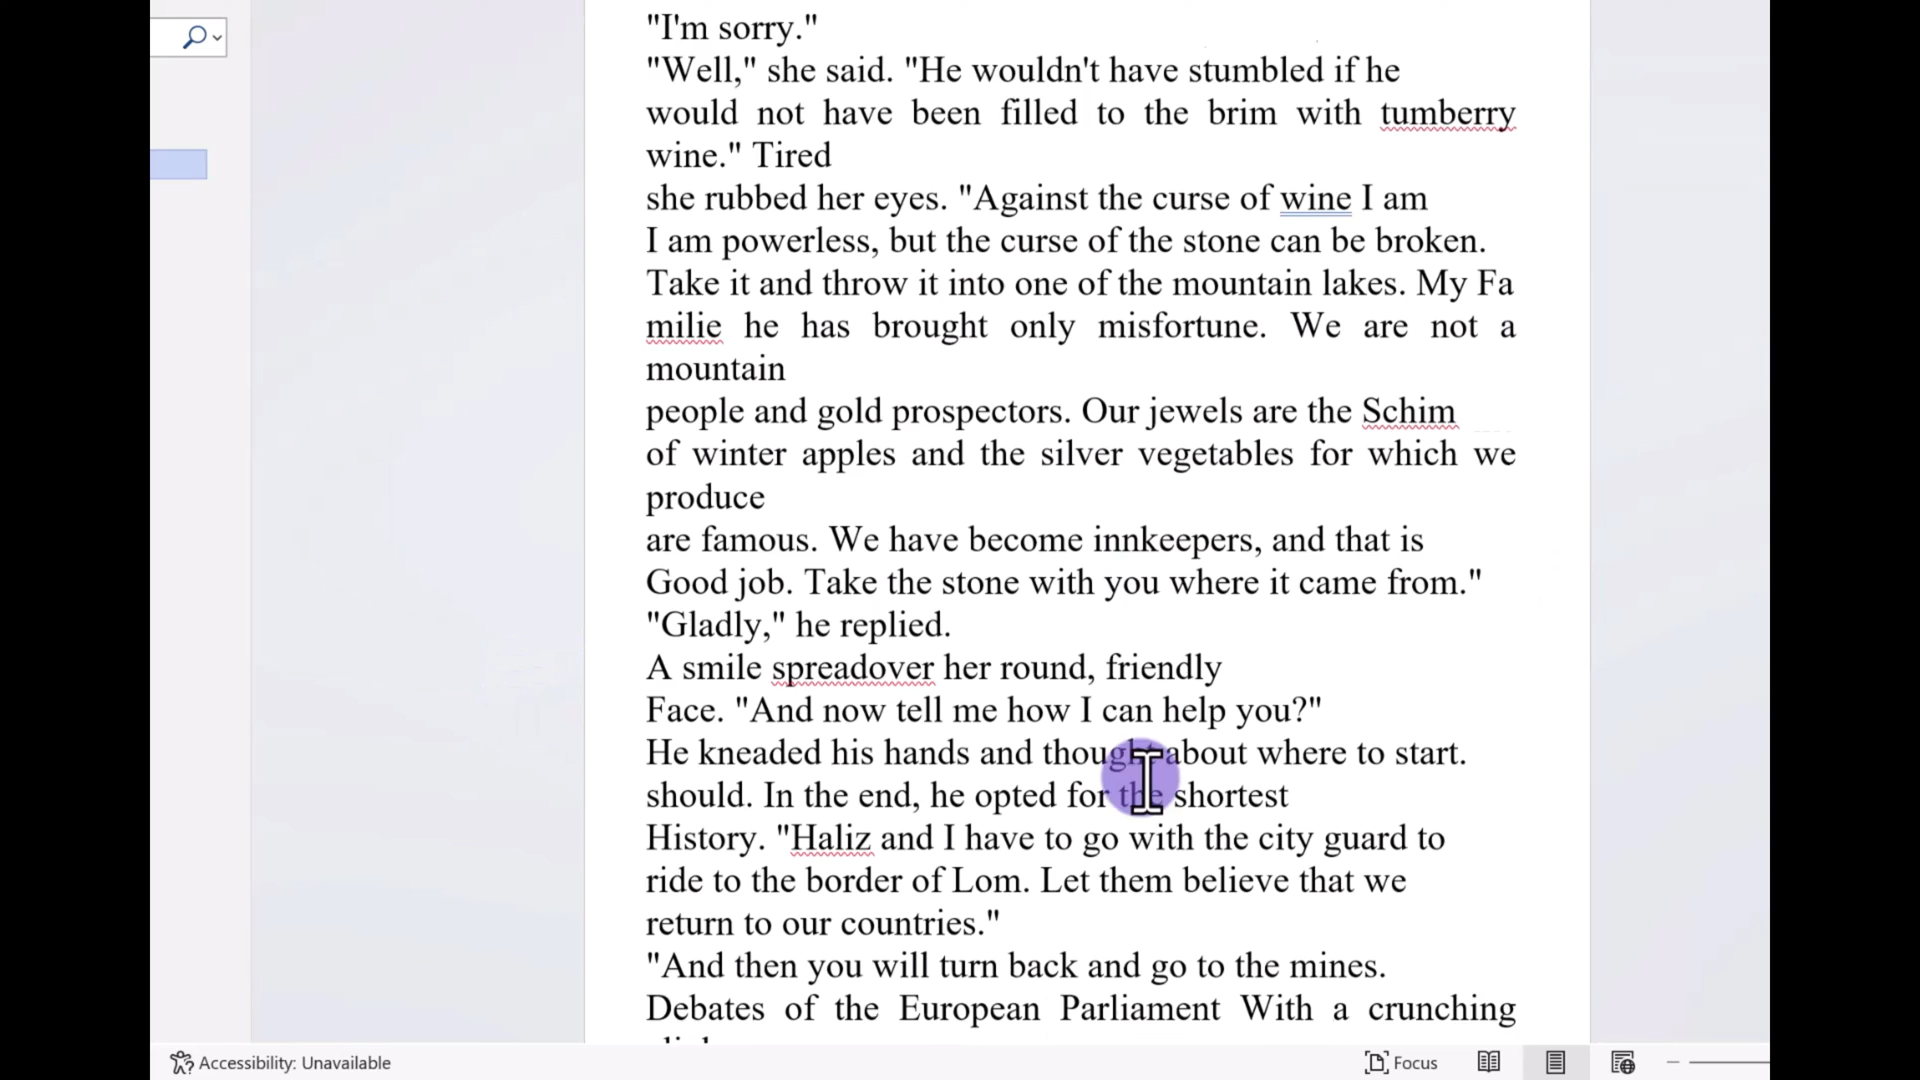 "I'm sorry."
"Well," she said. "He wouldn't have stumbled if he
would not have been filled to the brim with tumberry
wine." Tired
she rubbed her eyes. "Against the curse of wine I am
I am powerless, but the curse of the stone can be broken.
Take it and throw it into one of the mountain lakes. My Fa
milie he has brought only misfortune. We are not a
mountain
people and gold prospectors. Our jewels are the Schim
of winter apples and the silver vegetables for which we
produce
are famous. We have become innkeepers, and that is
Good job. Take the stone with you where it came from."
"Gladly," he replied.
A smile spreadover her round, friendly
Face. "And now tell me how I can help you?"
He kneaded his hands and thought about where to start.
should. In the end, he opted for the shortest
History. "Haliz and I have to go with the city guard to
ride to the border of Lom. Let them believe that we
return to our countries."
"And then you will turn back and go to the mines.
Debates of the European Parliament With a crunching
Accessibility: Unavailable
Focus